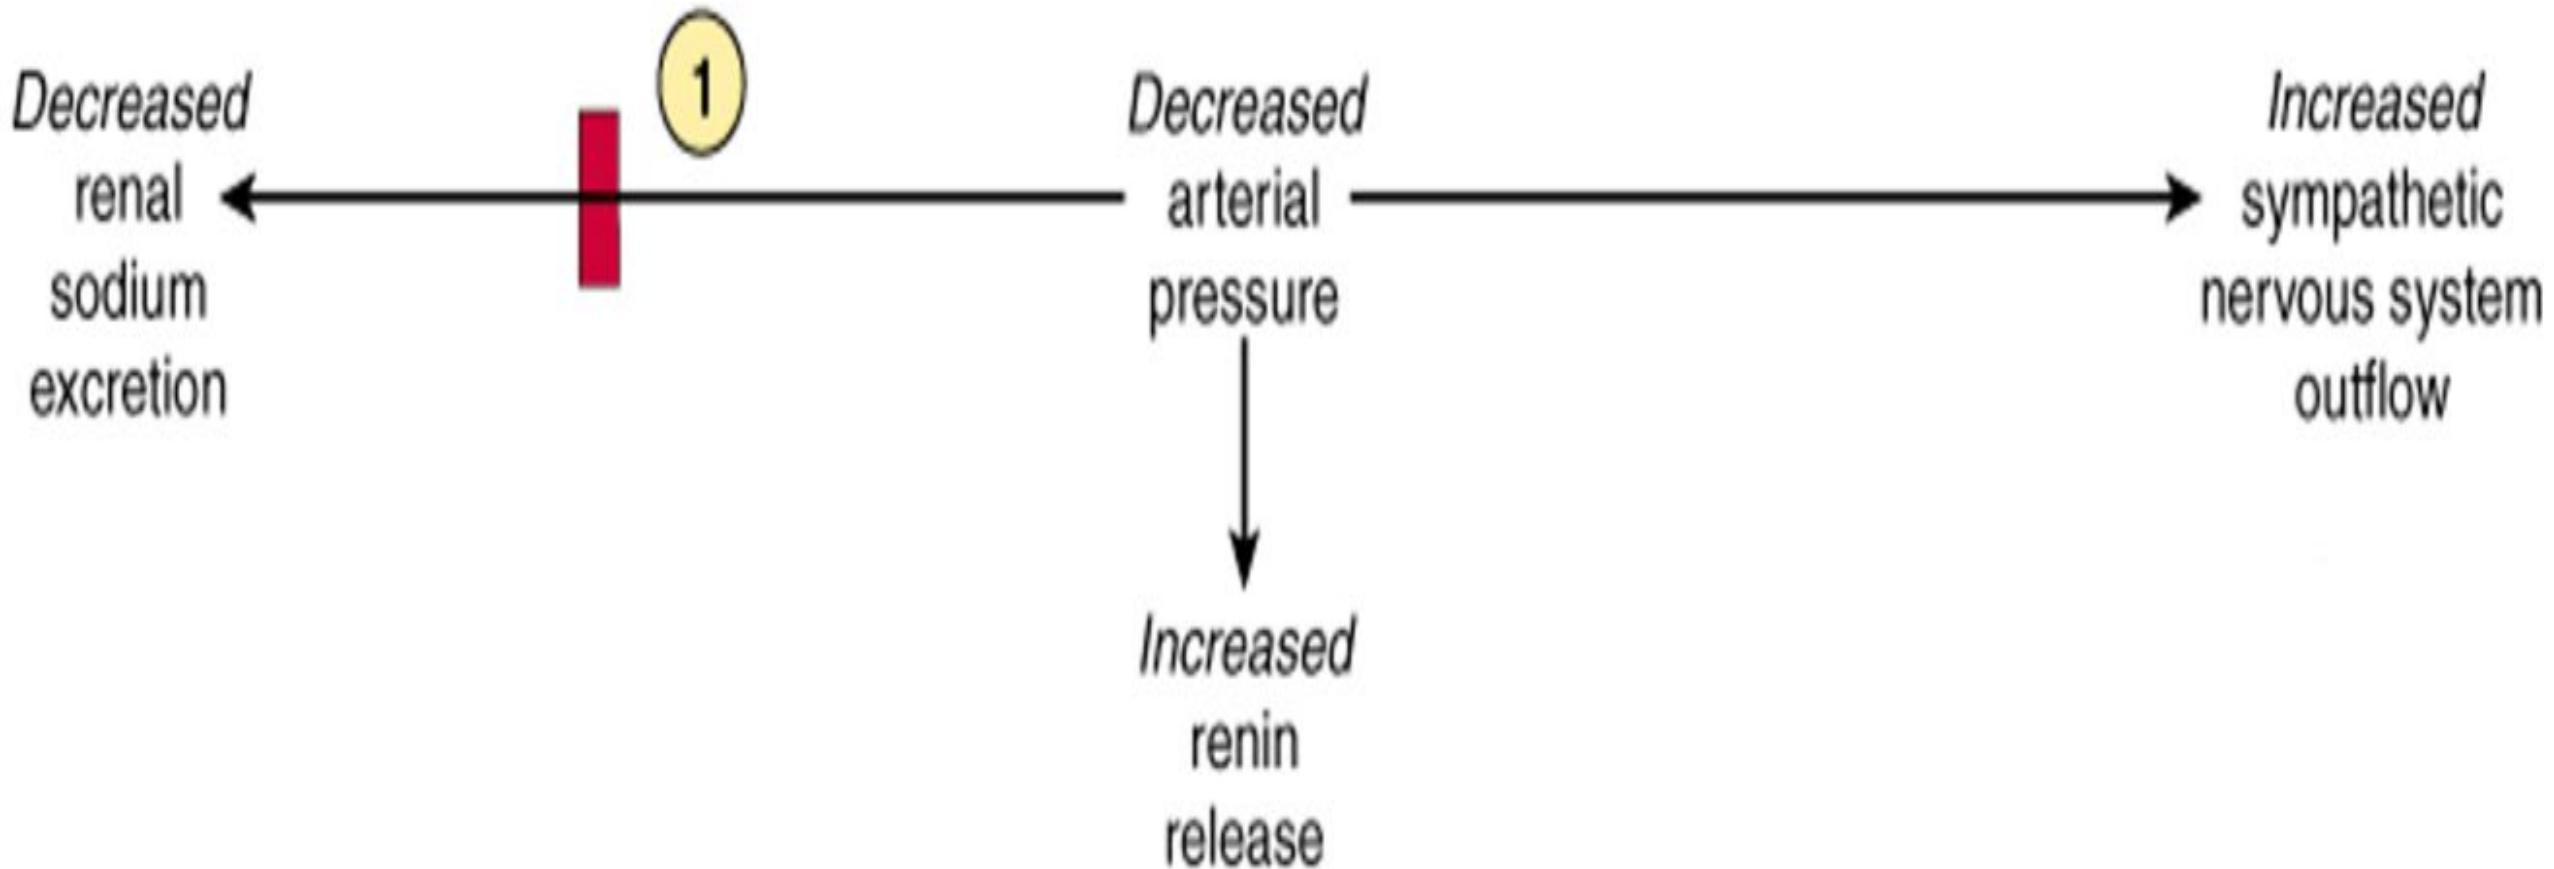 1
Decreased
renal
sodium
excretion
Decreased
arterial
pressure
Increased
sympathetic
nervous system
outflow
Increased
renin
release